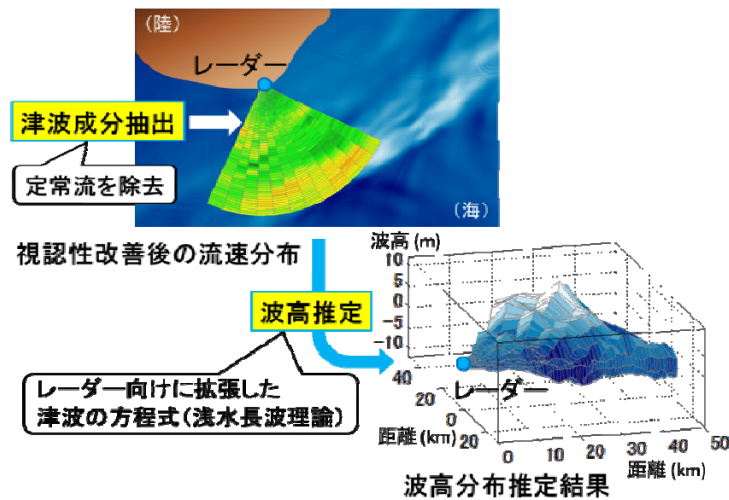 （陸）
レーダー
津波成分抽出
定常流を除去
（海）
視認性改善後の流速分布
波高推定
レーダー向けに拡張した
津波の方程式（浅水長波理論）
波高 (m)
10
5
0
-5
-10
40
20
0
20
距離 (km)
レーダー
0
10
20
30
40
50
距離 (km)
波高分布推定結果